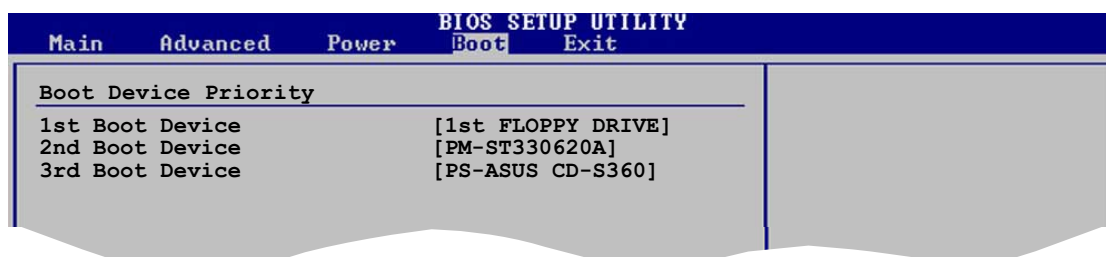 BIOS SETUP UTILITY
Main Advanced Power Boot Exit
Boot Device Priority
1st Boot Device [1st FLOPPY DRIVE]
2nd Boot Device [PM-ST330620A]
3rd Boot Device [PS-ASUS CD-S360]